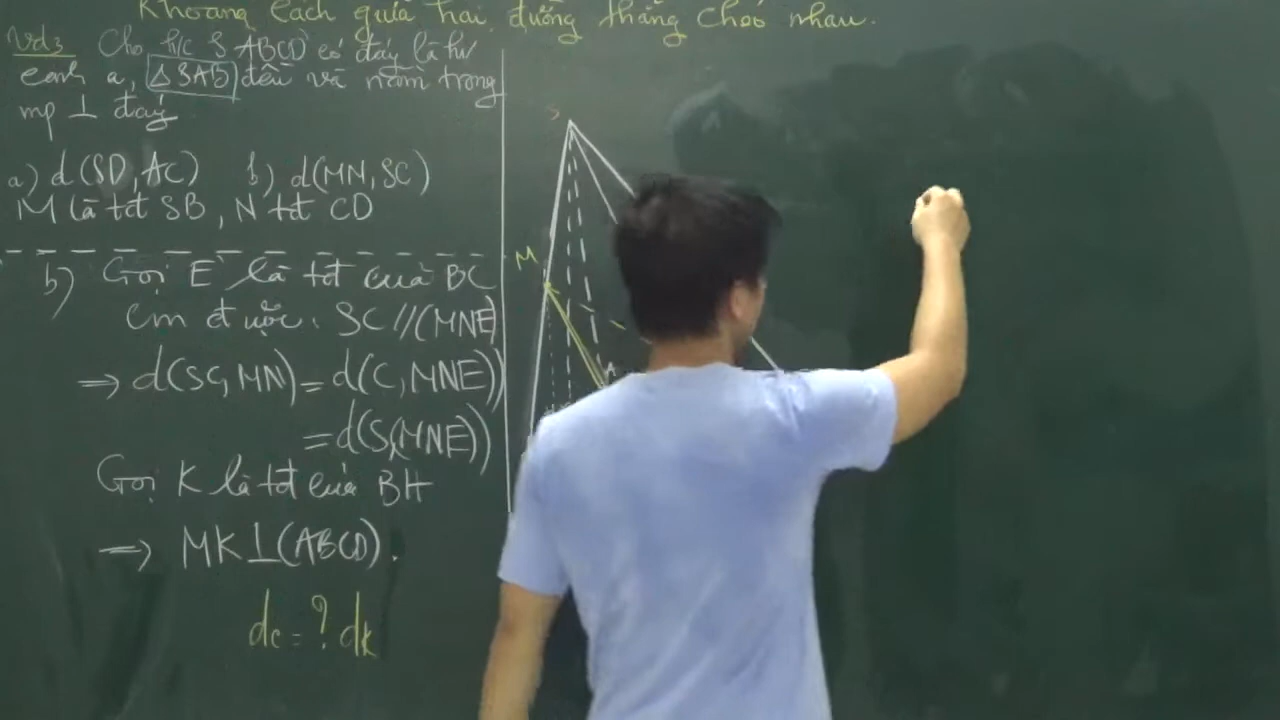 Khoảng cách giữa hai đường thẳng chéo nhau.
Vd3 Cho h/c SABCD có đáy là hv
cạnh a, ΔSAB đều và nằm trong
mp ⊥ đáy
a) d(SD, AC) b) d(MN, SC)
M là tđ SB, N tđ CD
b) Gọi E là tđ của BC
cm được: SC // (MNE)
⇒ d(SC, MN) = d(C, MNE))
= d(S, (MNE))
Gọi K là tđ của BH
⇒ MK ⊥ (ABCD).
dc = ? dk
S
M
A